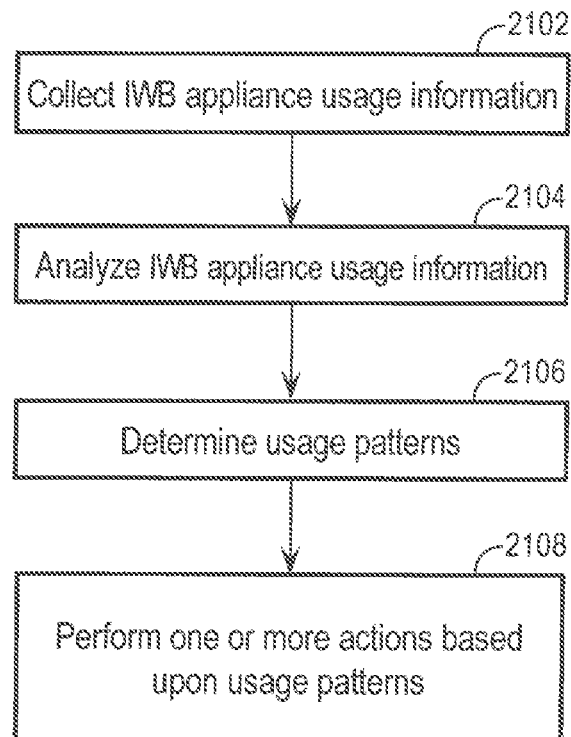 2102
Collect IWB appliance usage information
2104
Analyze IWB appliance usage information
2106
Determine usage patterns
2108
Perform one or more actions based
upon usage patterns